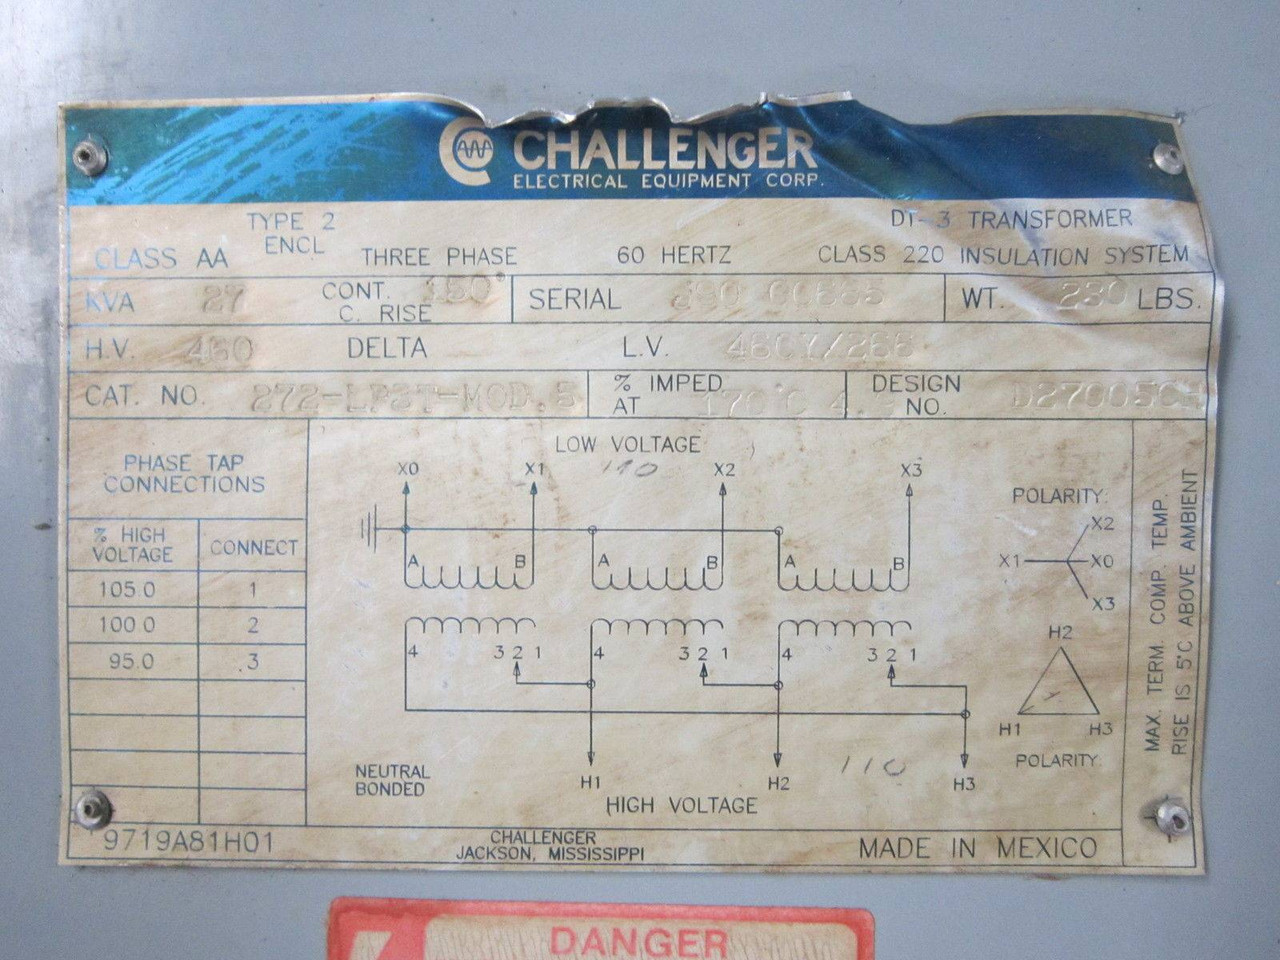 CHALLENGER
ELECTRICAL EQUIPMENT CORP.
TYPE 2
ENCL
DT-3 TRANSFORMER
CLASS AA THREE PHASE 60 HERTZ CLASS 220 INSULATION SYSTEM
KVA 27 CONT. C. RISE 150° SERIAL WT. 230 LBS.
H.V. 460 DELTA L.V. 460Y/266
CAT. NO. % IMPED AT 170°C DESIGN NO.
PHASE TAP
CONNECTIONS
% HIGH VOLTAGE CONNECT
105.0 1
100.0 2
95.0 3
LOW VOLTAGE
110
X0 X1 X2 X3
A B A B A B
4 3 2 1 4 3 2 1 4 3 2 1
H1 H2 H3
110
HIGH VOLTAGE
NEUTRAL
BONDED
POLARITY
X2
X1 X0
X3
H2
H1 H3
POLARITY
MAX. TERM. COMP. TEMP.
RISE IS 5°C ABOVE AMBIENT
9719A81H01
CHALLENGER
JACKSON, MISSISSIPPI
MADE IN MEXICO
DANGER